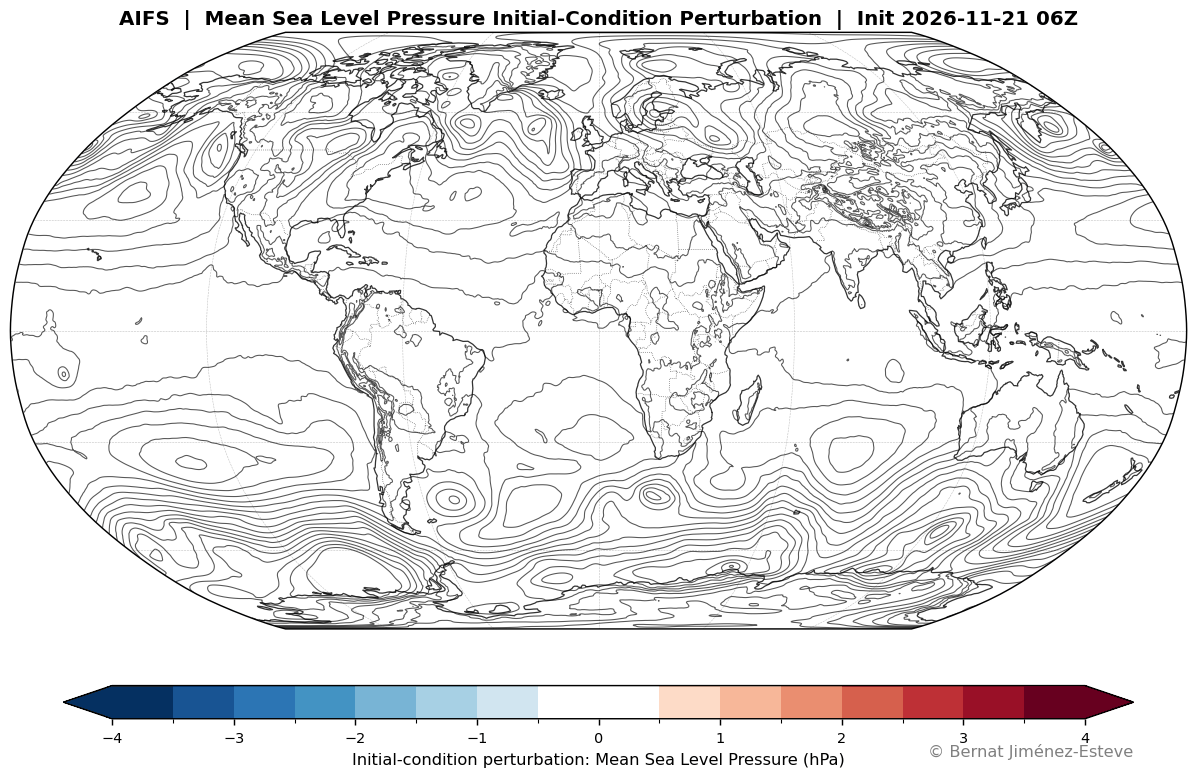 AIFS | Mean Sea Level Pressure Initial-Condition Perturbation | Init 2026-11-21 06Z
−4 −3 −2 −1 0 1 2 3 4
© Bernat Jiménez-Esteve
Initial-condition perturbation: Mean Sea Level Pressure (hPa)